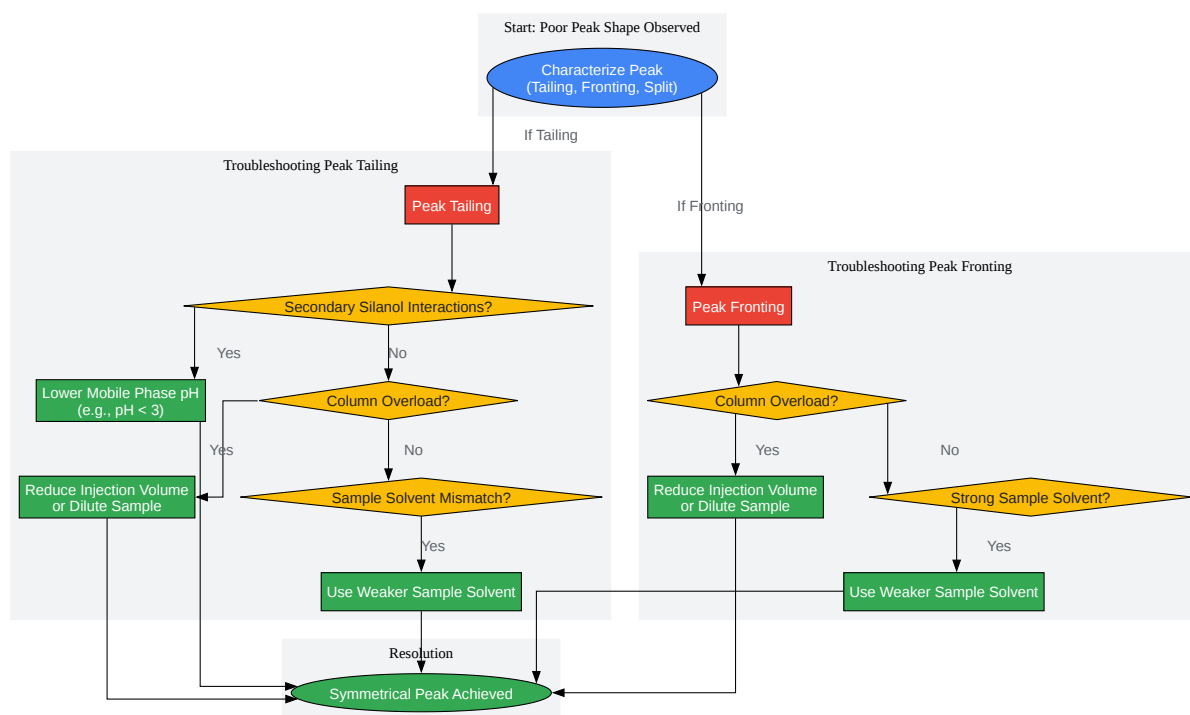 Start: Poor Peak Shape Observed
Characterize Peak
(Tailing, Fronting, Split)
If Tailing
Troubleshooting Peak Tailing
Peak Tailing
If Fronting
Troubleshooting Peak Fronting
Peak Fronting
Secondary Silanol Interactions?
Yes
No
Lower Mobile Phase pH
(e.g., pH < 3)
Column Overload?
Column Overload?
Yes
No
Yes
No
Reduce Injection Volume
or Dilute Sample
Sample Solvent Mismatch?
Reduce Injection Volume
or Dilute Sample
Strong Sample Solvent?
Yes
Yes
Use Weaker Sample Solvent
Use Weaker Sample Solvent
Resolution
Symmetrical Peak Achieved